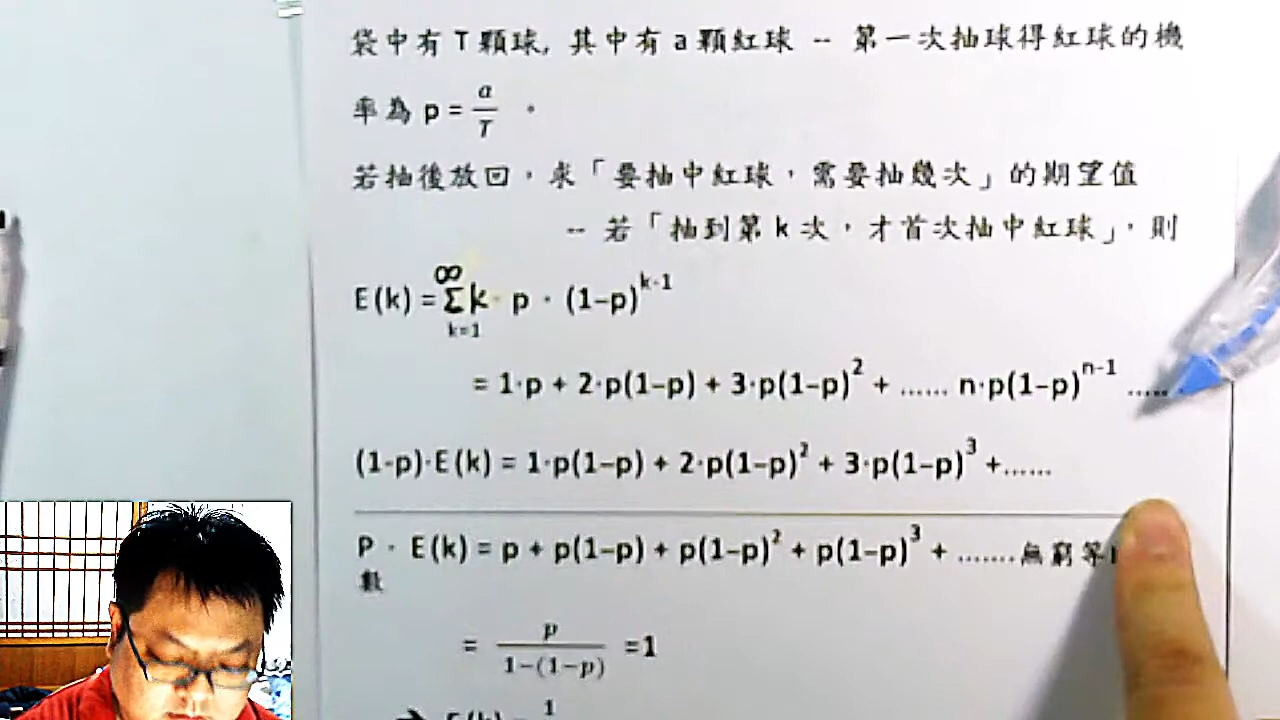 袋中有 T 顆球, 其中有 a 顆紅球 -- 第一次抽球得紅球的機
率為 p = a/T 。
若抽後放回，求「要抽中紅球，需要抽幾次」的期望值
-- 若「抽到第 k 次，才首次抽中紅球」，則
E(k) = ∞Σk=1 k · p · (1-p)^(k-1)
= 1·p + 2·p(1-p) + 3·p(1-p)^2 + ...... n·p(1-p)^(n-1) ......
(1-p)·E(k) = 1·p(1-p) + 2·p(1-p)^2 + 3·p(1-p)^3 +......
P · E(k) = p + p(1-p) + p(1-p)^2 + p(1-p)^3 + .......無窮等
數
= p/(1-(1-p)) =1